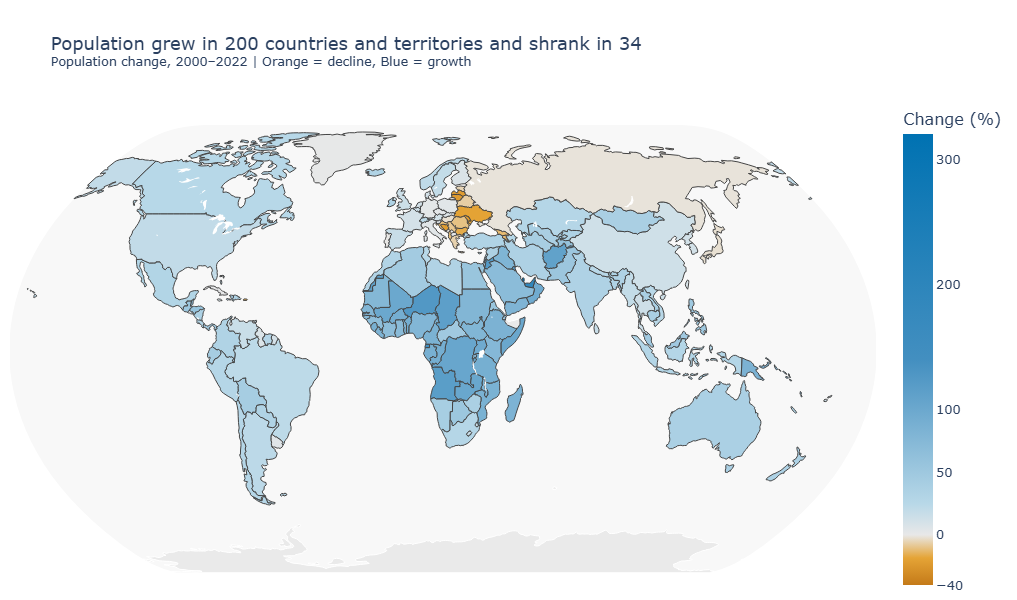 Population grew in 200 countries and territories and shrank in 34
Population change, 2000–2022 | Orange = decline, Blue = growth
Change (%)
300
200
100
50
0
−40